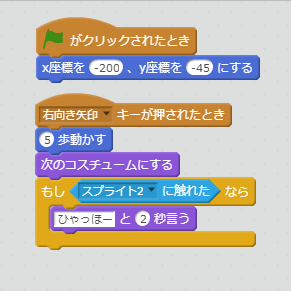 がクリックされたとき
x座標を -200 、y座標を -45 にする
右向き矢印 キーが押されたとき
5 歩動かす
次のコスチュームにする
もし スプライト2 に触れた なら
ひゃっほー と 2 秒言う